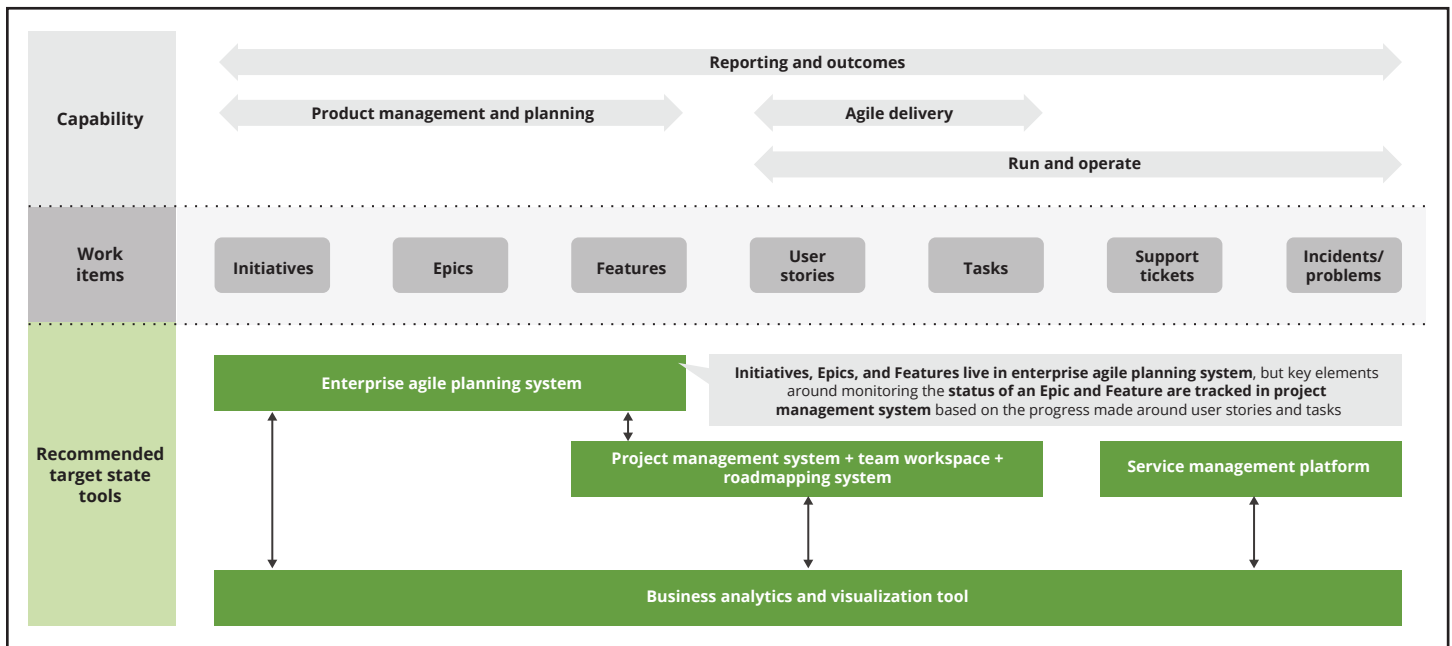 Capability
Reporting and outcomes
Product management and planning
Agile delivery
Run and operate
Work
items
Initiatives
Epics
Features
User
stories
Tasks
Support
tickets
Incidents/
problems
Recommended
target state
tools
Enterprise agile planning system
Initiatives, Epics, and Features live in enterprise agile planning system, but key elements
around monitoring the status of an Epic and Feature are tracked in project
management system based on the progress made around user stories and tasks
Project management system + team workspace +
roadmapping system
Service management platform
Business analytics and visualization tool